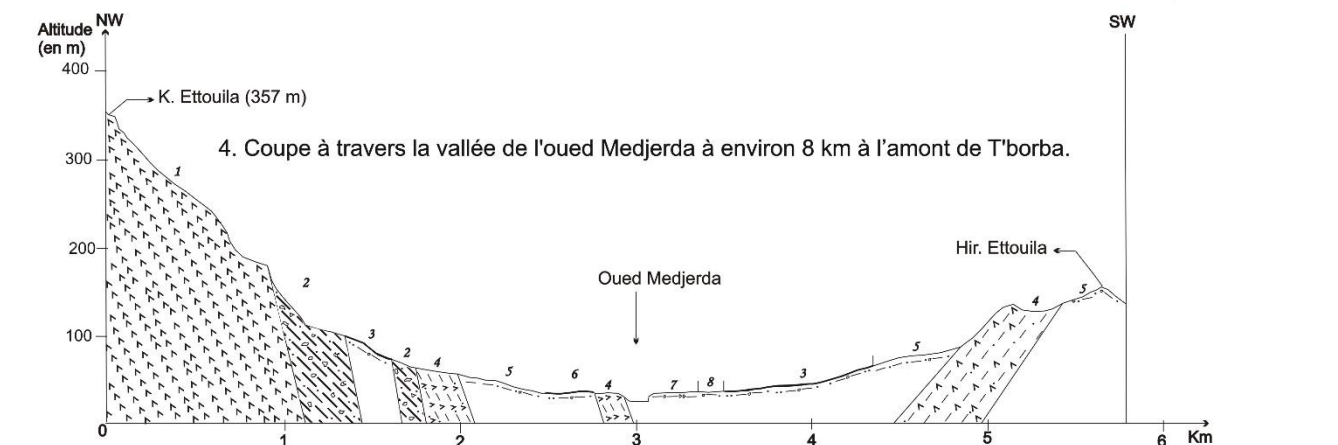 NW
SW
Altitude
(en m)
400
K. Ettouila (357 m)
4. Coupe à travers la vallée de l'oued Medjerda à environ 8 km à l'amont de T'borba.
300
1
200
Hir. Ettouila
Oued Medjerda
2
5
4
100
3
2
4
5
6
4
7
8
3
5
0
1
2
3
4
5
6
Km